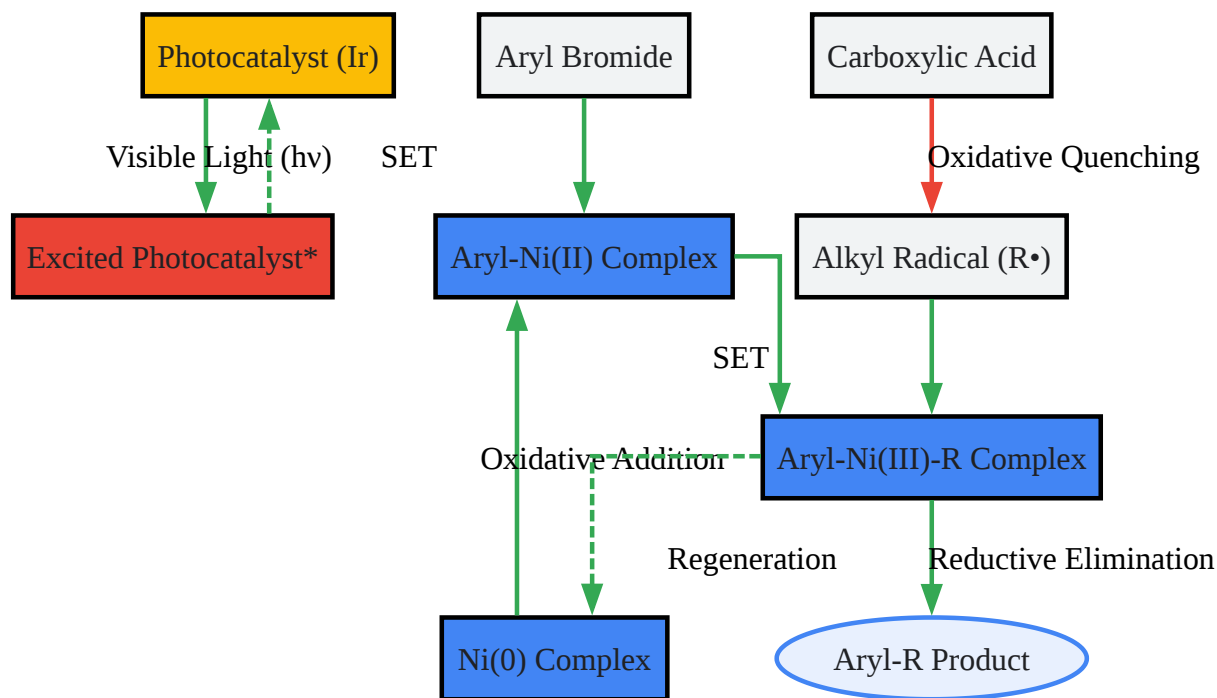 Photocatalyst (Ir)
Aryl Bromide
Carboxylic Acid
Visible Light (hν)
SET
Oxidative Quenching
Excited Photocatalyst*
Aryl-Ni(II) Complex
Alkyl Radical (R•)
SET
Oxidative Addition
Aryl-Ni(III)-R Complex
Regeneration
Reductive Elimination
Ni(0) Complex
Aryl-R Product